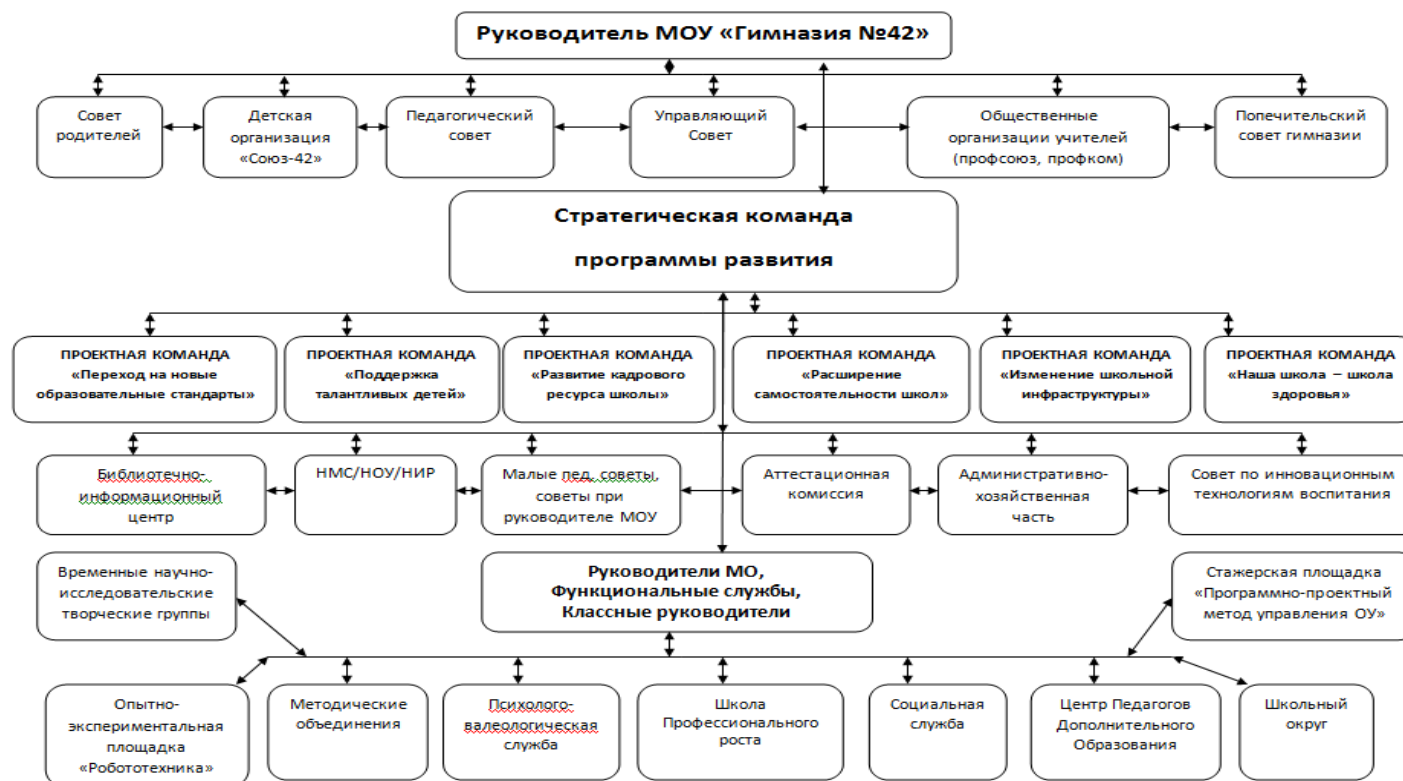 Руководитель МОУ «Гимназия №42»
Совет
родителей
Детская
организация
«Союз-42»
Педагогический
совет
Управляющий
Совет
Общественные
организации учителей
(профсоюз, профком)
Попечительский
совет гимназии
Стратегическая команда
программы развития
ПРОЕКТНАЯ КОМАНДА
«Переход на новые
образовательные стандарты»
ПРОЕКТНАЯ КОМАНДА
«Поддержка
талантливых детей»
ПРОЕКТНАЯ КОМАНДА
«Развитие кадрового
ресурса школы»
ПРОЕКТНАЯ КОМАНДА
«Расширение
самостоятельности школ»
ПРОЕКТНАЯ КОМАНДА
«Изменение школьной
инфраструктуры»
ПРОЕКТНАЯ КОМАНДА
«Наша школа – школа
здоровья»
Библиотечно-
информационный
центр
НМС/НОУ/НИР
Малые пед. советы,
советы при
руководителе МОУ
Аттестационная
комиссия
Административно-
хозяйственная
часть
Совет по инновационным
технологиям воспитания
Временные научно-
исследовательские
творческие группы
Руководители МО,
Функциональные службы,
Классные руководители
Стажерская площадка
«Программно-проектный
метод управления ОУ»
Опытно-
экспериментальная
площадка
«Робототехника»
Методические
объединения
Психолого-
валеологическая
служба
Школа
Профессионального
роста
Социальная
служба
Центр Педагогов
Дополнительного
Образования
Школьный
округ